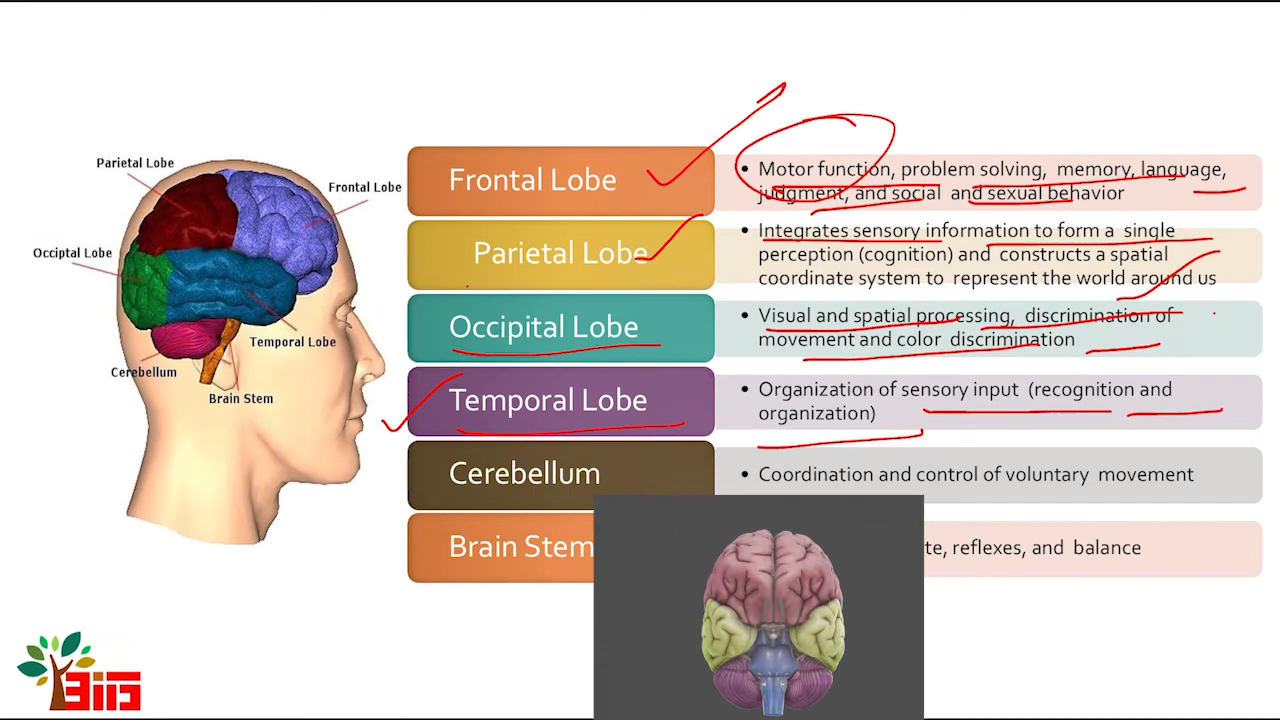 Parietal Lobe
Frontal Lobe
Occiptal Lobe
Temporal Lobe
Cerebellum
Brain Stem
Frontal Lobe
• Motor function, problem solving, memory, language,
judgment, and social and sexual behavior
Parietal Lobe
• Integrates sensory information to form a single
perception (cognition) and constructs a spatial
coordinate system to represent the world around us
Occipital Lobe
• Visual and spatial processing, discrimination of
movement and color discrimination
Temporal Lobe
• Organization of sensory input (recognition and
organization)
Cerebellum
• Coordination and control of voluntary movement
Brain Stem
reflexes, and balance